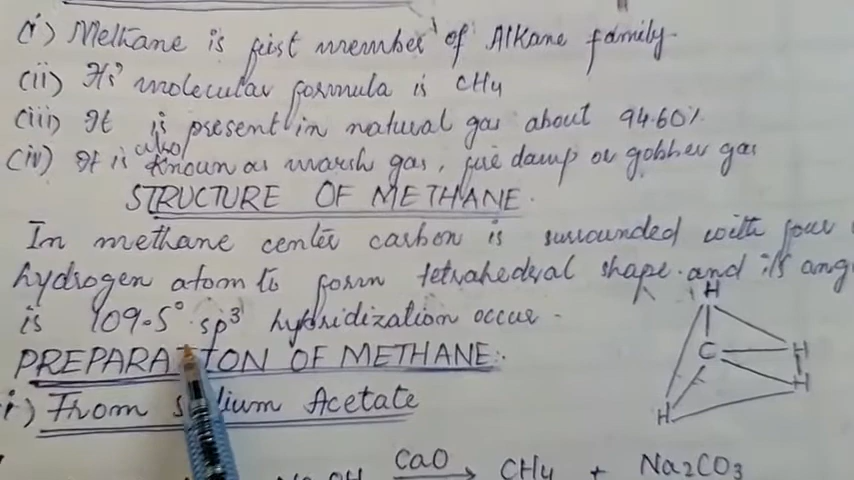 (i) Methane is first member of Alkane family.
(ii) It's molecular formula is CH4
(iii) It is present in natural gas about 94.60%.
(iv) It is also known as marsh gas, fire damp or gobber gas
STRUCTURE OF METHANE.
In methane center carbon is surrounded with four
hydrogen atom to form tetrahedral shape. and its ang
is 109.5° sp³ hybridization occur.
H
C H
H
H
PREPARATION OF METHANE:
i) From s dium Acetate
CaO
CH4 + Na2CO3